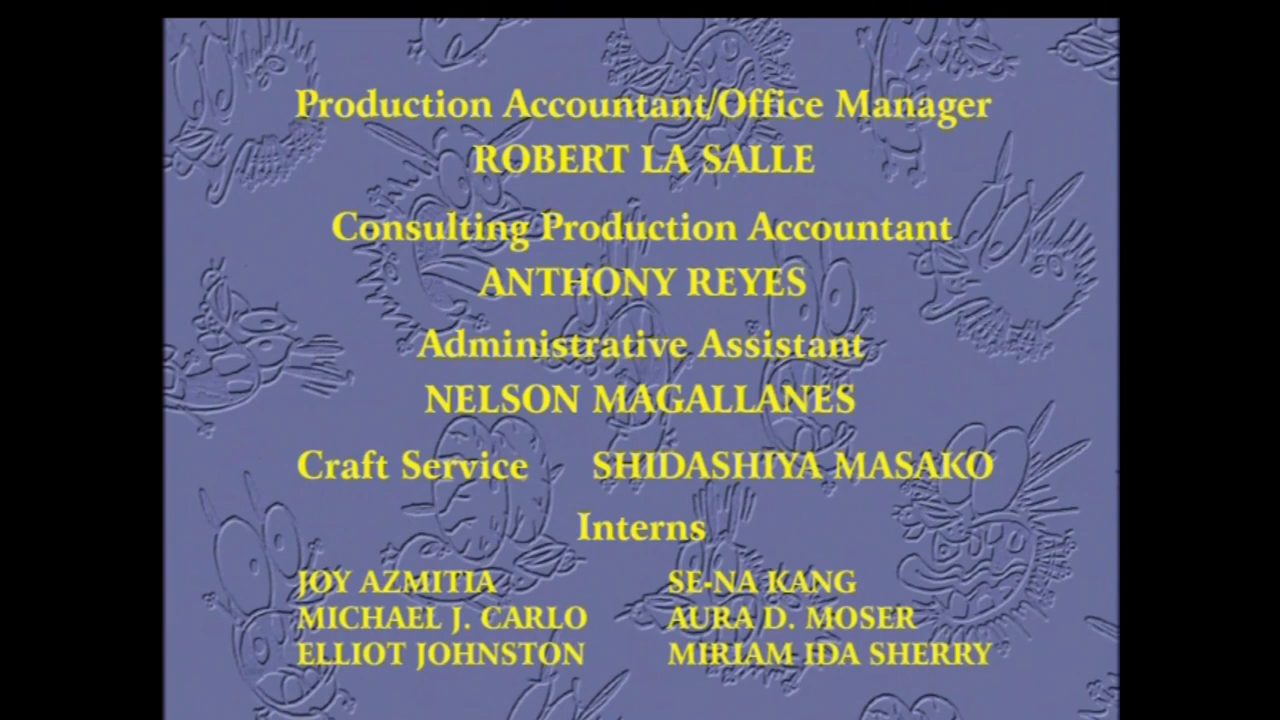 Production Accountant/Office Manager
ROBERT LA SALLE
Consulting Production Accountant
ANTHONY REYES
Administrative Assistant
NELSON MAGALLANES
Craft Service SHIDASHIYA MASAKO
Interns
JOY AZMITIA SE-NA KANG
MICHAEL J. CARLO AURA D. MOSER
ELLIOT JOHNSTON MIRIAM IDA SHERRY